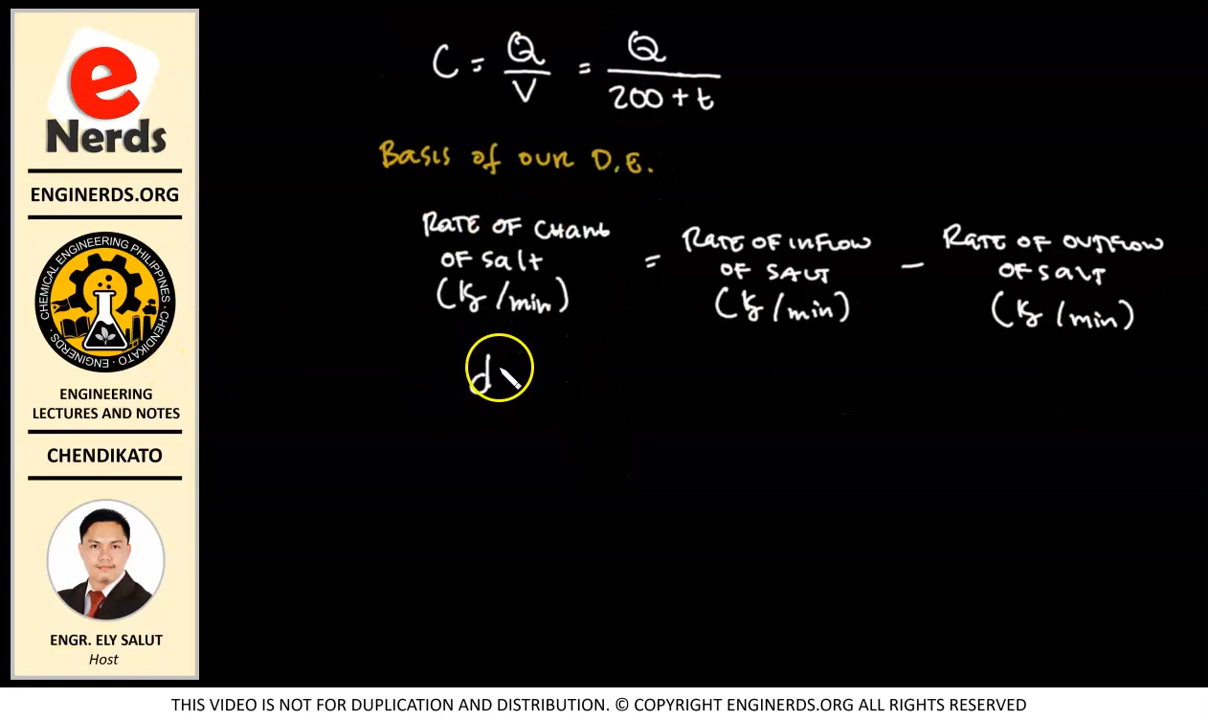 e
Nerds
ENGINERDS.ORG
CHEMICAL ENGINEERING PHILIPPINES
CHENDIKATO ENGINERDS
ENGINEERING
LECTURES AND NOTES
CHENDIKATO
ENGR. ELY SALUT
Host
C = Q/V = Q/(200 + t)
Basis of our D.E.
RATE OF CHANG OF Salt (kg/min) = RATE OF INFLOW OF SALT (kg/min) - RATE OF OUTFLOW OF SALT (kg/min)
d
THIS VIDEO IS NOT FOR DUPLICATION AND DISTRIBUTION. © COPYRIGHT ENGINERDS.ORG ALL RIGHTS RESERVED